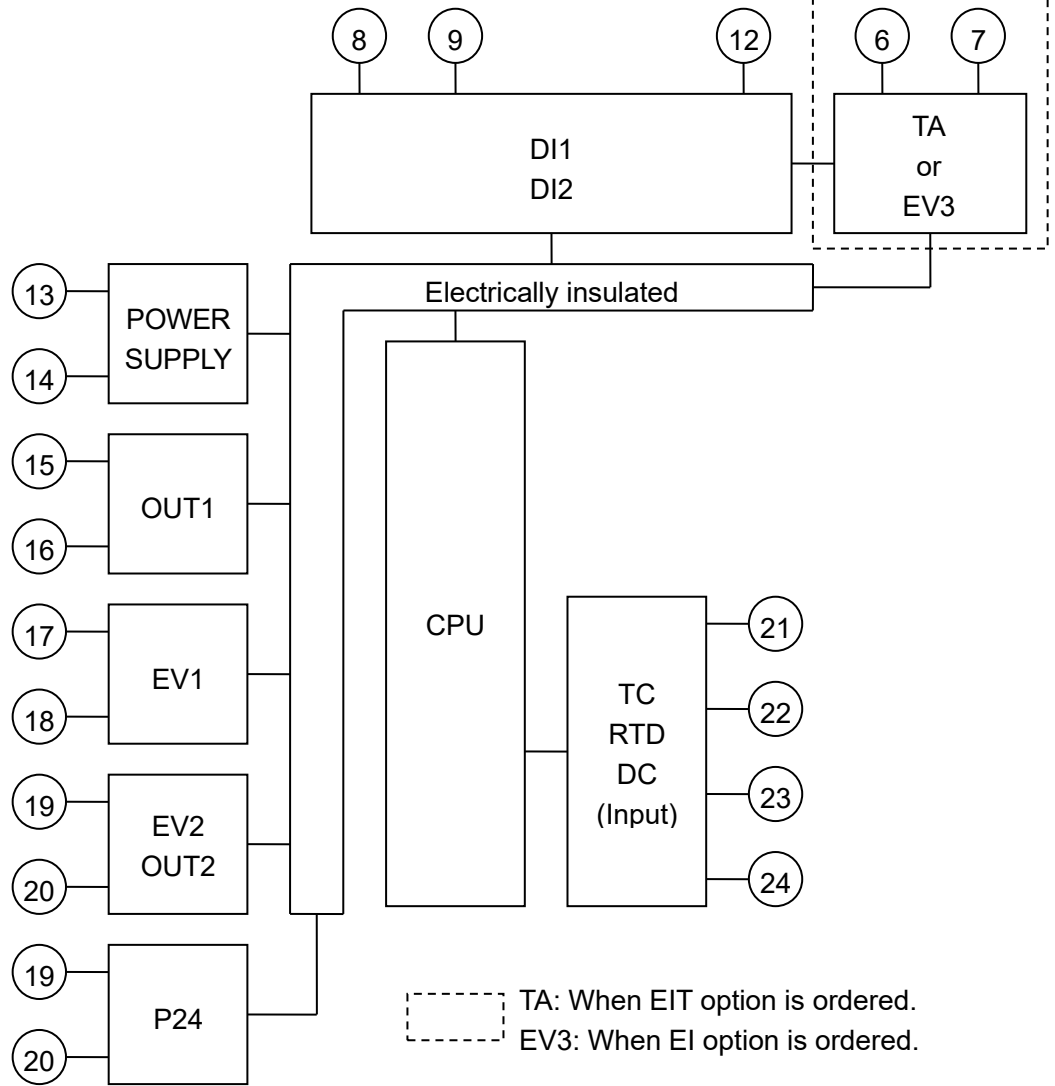 8
9
12
6
7
DI1
DI2
TA
or
EV3
Electrically insulated
13
14
POWER
SUPPLY
15
16
OUT1
17
18
EV1
19
20
EV2
OUT2
19
20
P24
CPU
TC
RTD
DC
(Input)
21
22
23
24
TA: When EIT option is ordered.
EV3: When EI option is ordered.